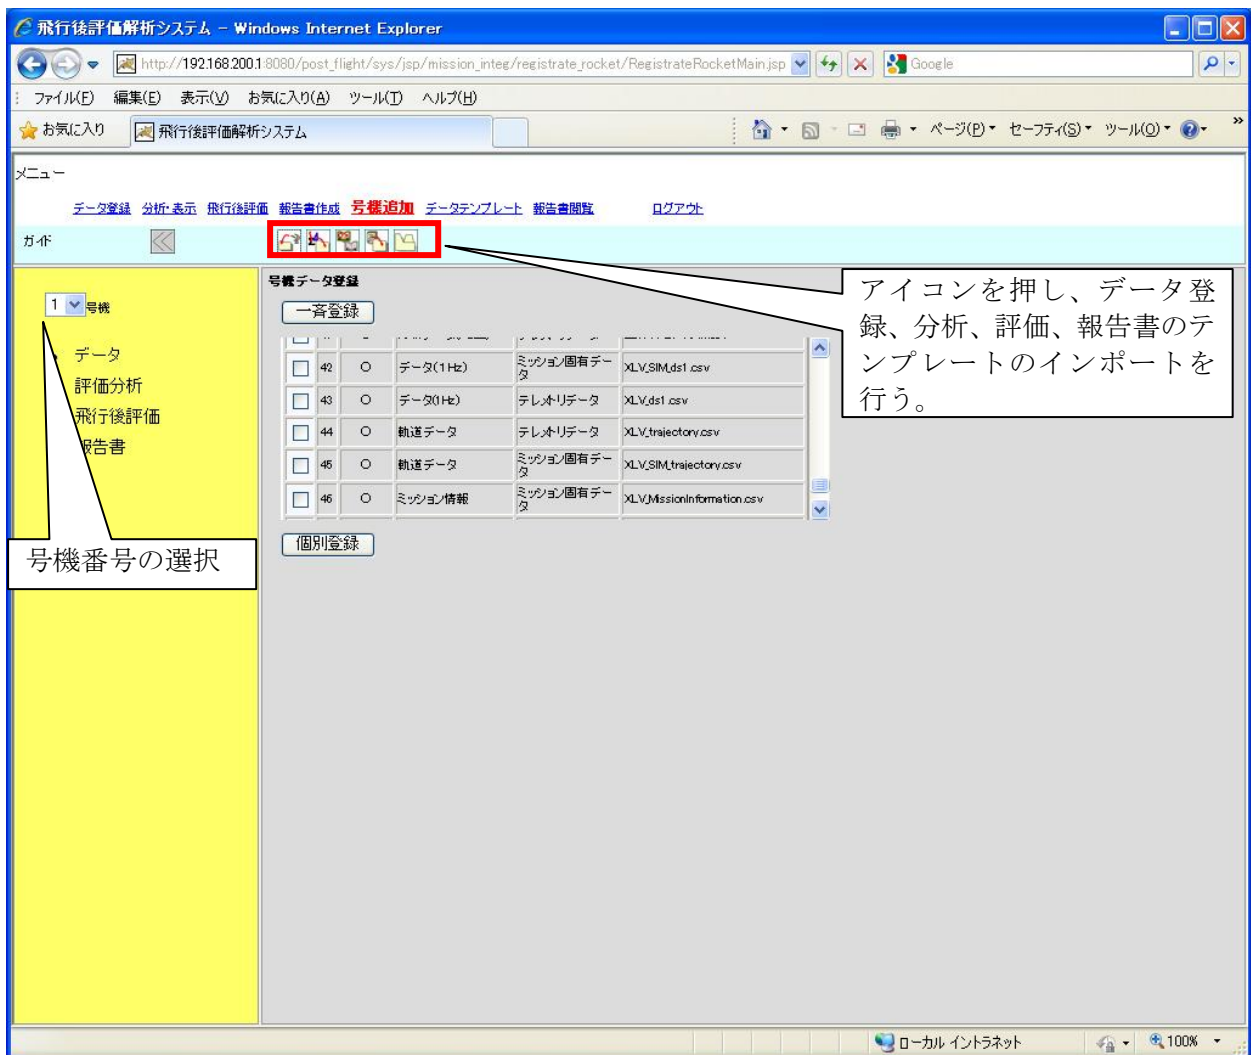 飛行後評価解析システム - Windows Internet Explorer
http://192.168.200.1:8080/post_flight/sys/jsp/mission_integ/registrate_rocket/RegistrateRocketMain.jsp
Google
ファイル(F) 編集(E) 表示(V) お気に入り(A) ツール(T) ヘルプ(H)
お気に入り
飛行後評価解析システム
ページ(P) セーフティ(S) ツール(O)
メニュー
データ登録 分析・表示 飛行後評価 報告書作成 号機追加 データテンプレート 報告書閲覧 ログアウト
ガイド
1 号機
データ
評価分析
飛行後評価
報告書
号機番号の選択
号機データ登録
一斉登録
42 ○ データ(1Hz) ミッション固有データ XLV_SIM_ds1.csv
43 ○ データ(1Hz) テレメトリデータ XLV_ds1.csv
44 ○ 軌道データ テレメトリデータ XLV_trajectory.csv
45 ○ 軌道データ ミッション固有データ XLV_SIM_trajectory.csv
46 ○ ミッション情報 ミッション固有データ XLV_MissionInformation.csv
個別登録
アイコンを押し、データ登
録、分析、評価、報告書のテ
ンプレートのインポートを
行う。
ローカル イントラネット
100%